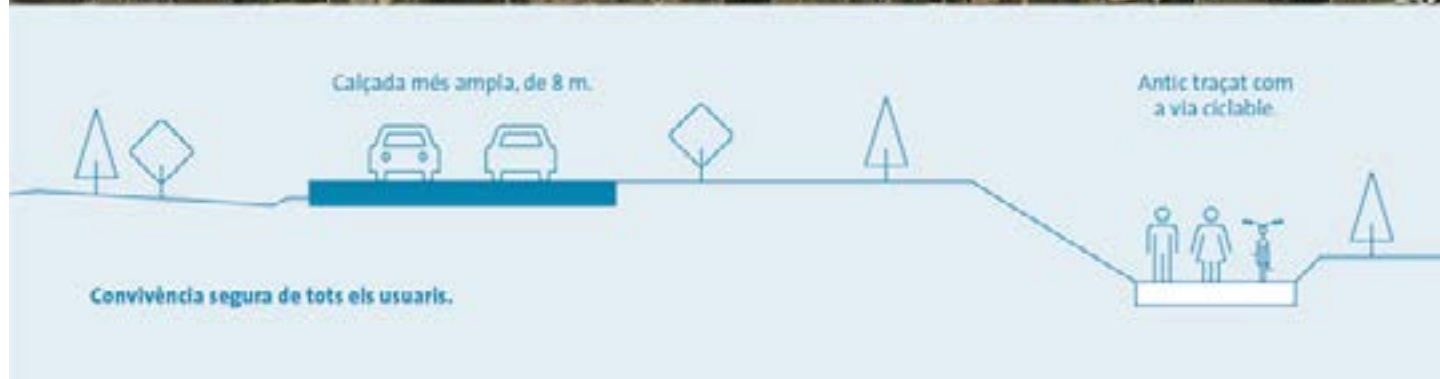 Calçada més ampla, de 8 m.
Antic traçat com
a via ciclable.
Convivència segura de tots els usuaris.